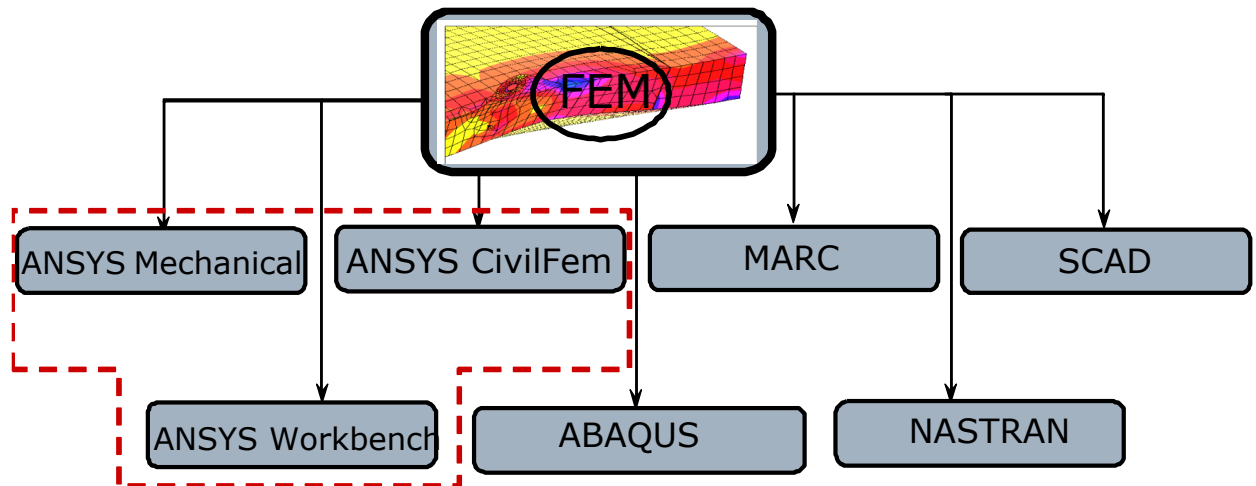 FEM
ANSYS Mechanical
ANSYS CivilFem
MARC
SCAD
ANSYS Workbench
ABAQUS
NASTRAN